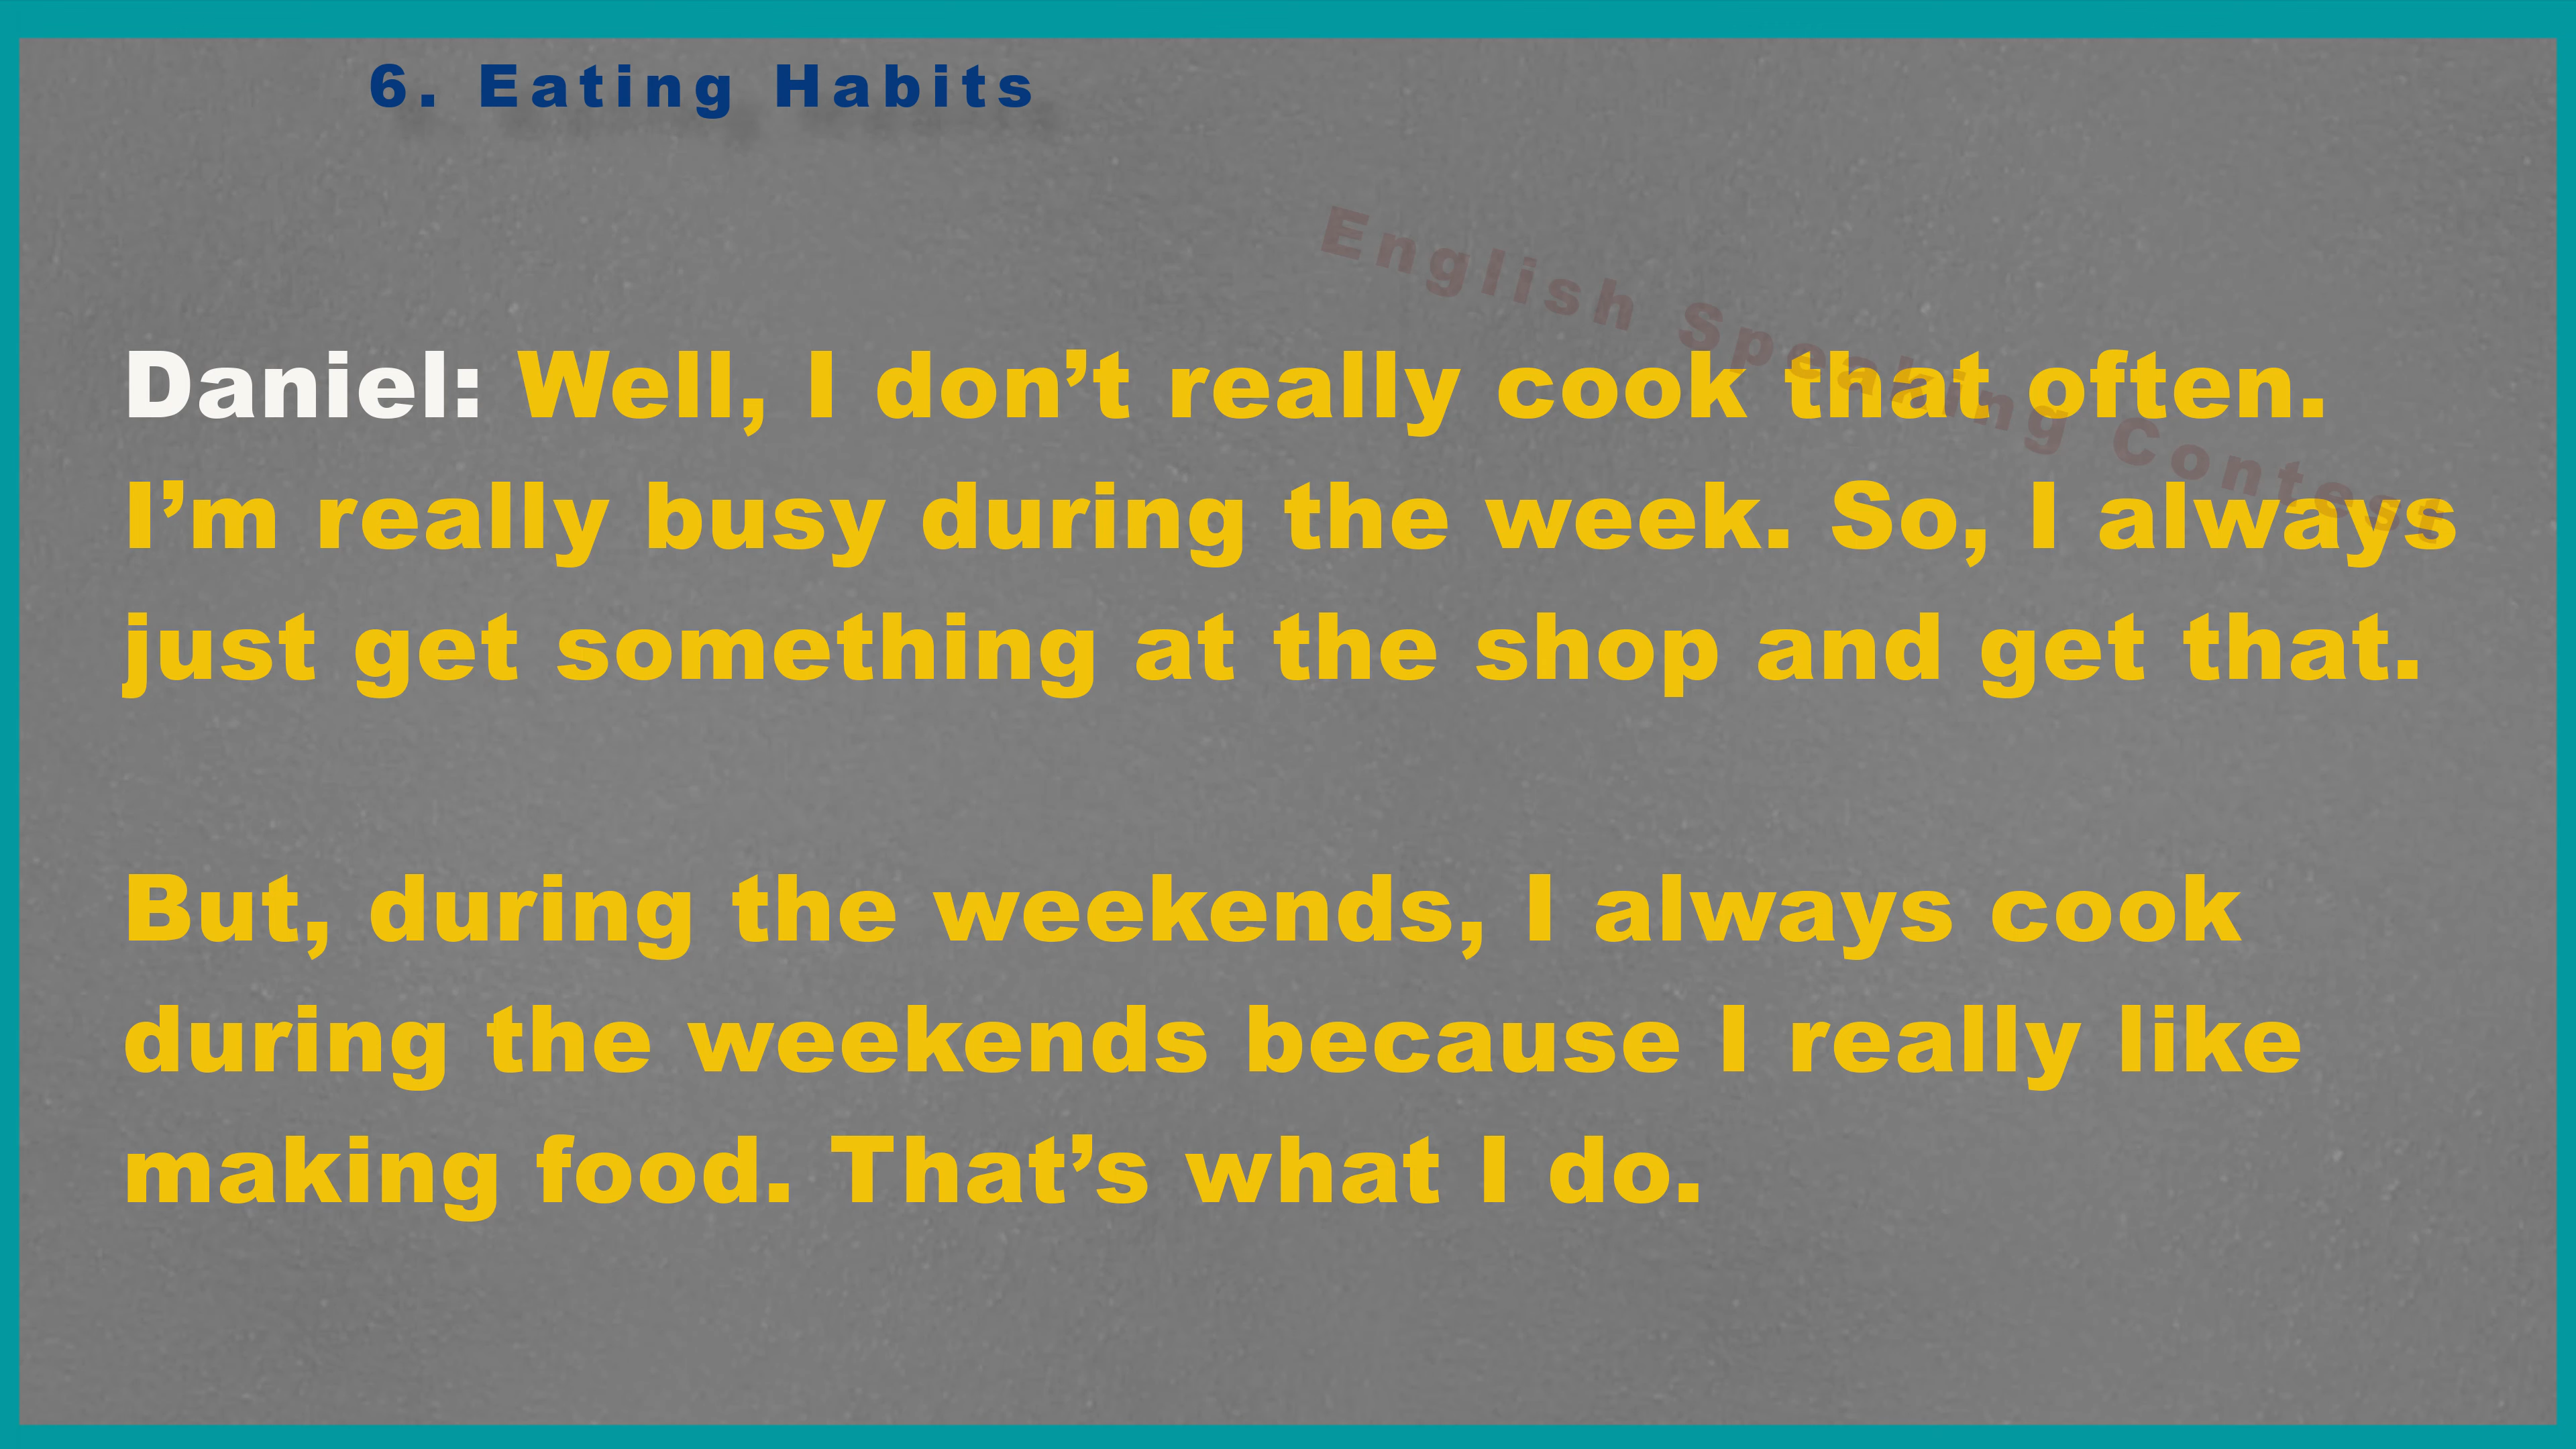 6. Eating Habits
English Speaking Contest
Daniel: Well, I don’t really cook that often.
I’m really busy during the week. So, I always
just get something at the shop and get that.
But, during the weekends, I always cook
during the weekends because I really like
making food. That’s what I do.